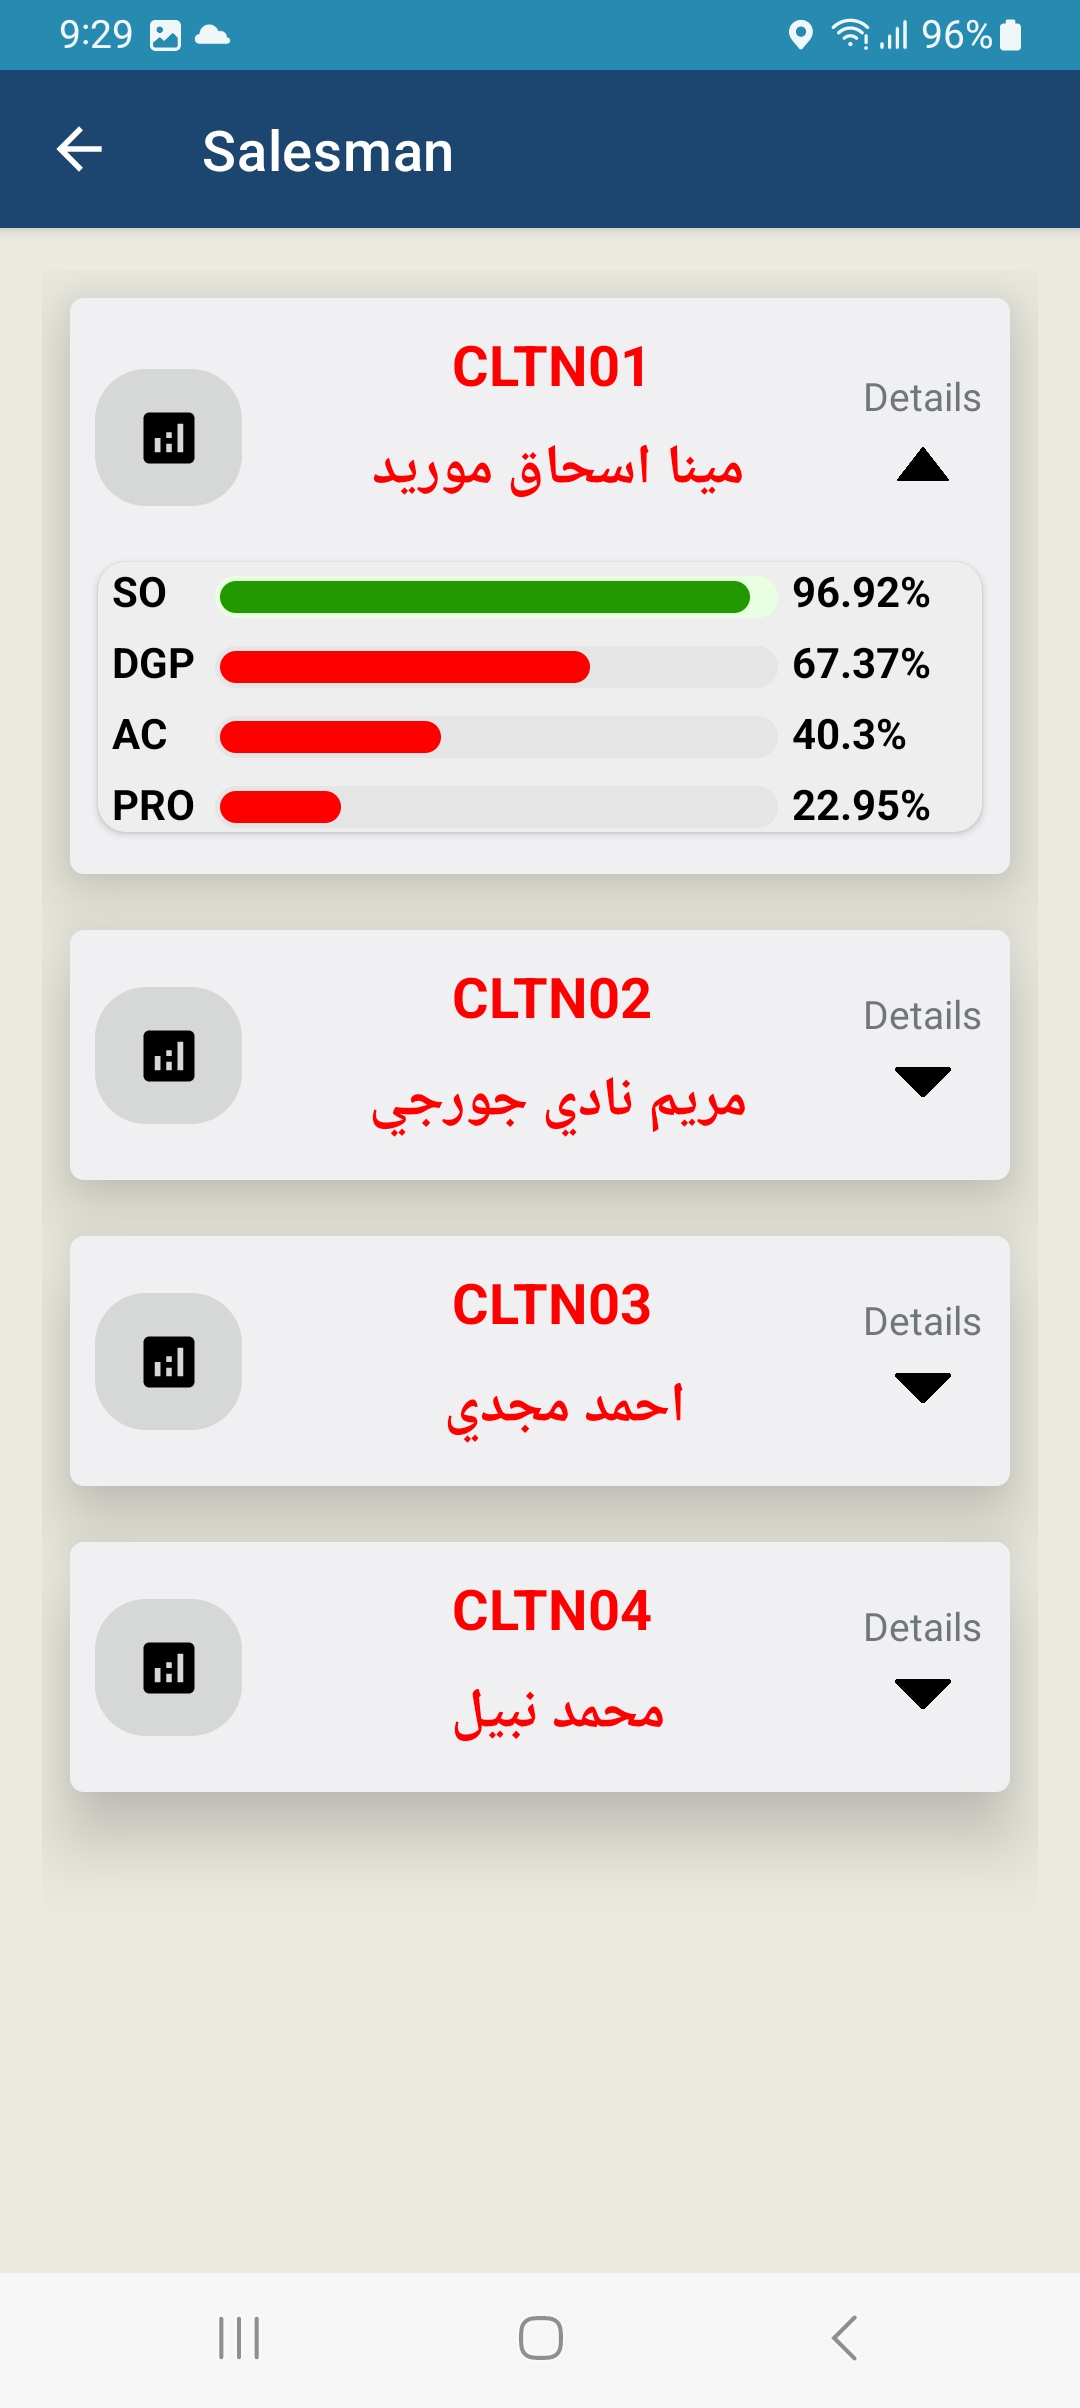 9:29
96%
Salesman
CLTN01
Details
مينا اسحاق موريد
SO 96.92%
DGP 67.37%
AC 40.3%
PRO 22.95%
CLTN02
Details
مريم نادي جورجي
CLTN03
Details
احمد مجدي
CLTN04
Details
محمد نبيل